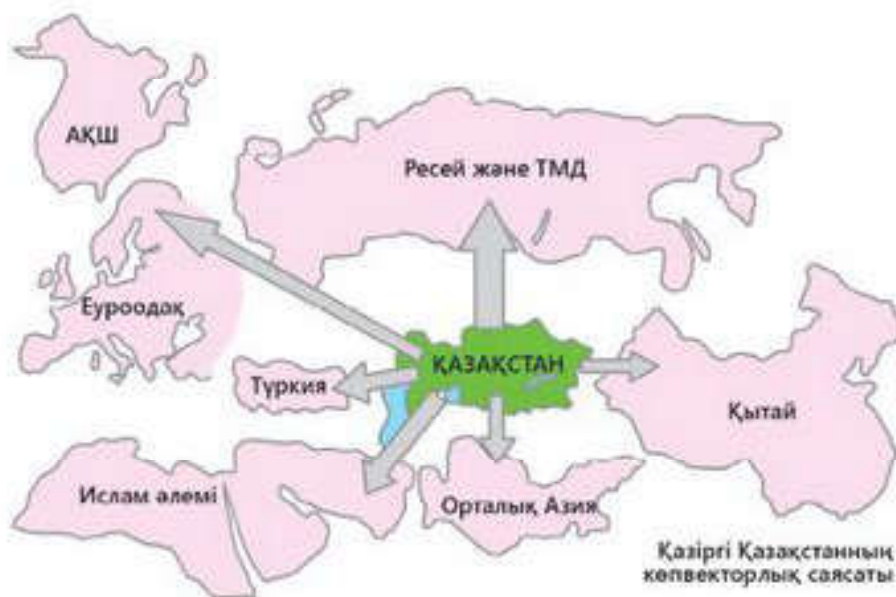 АҚШ
Ресей және ТМД
Еуроодақ
ҚАЗАҚСТАН
Түркия
Қытай
Ислам әлемі
Орталық Азия
Қазіргі Қазақстанның
көпвекторлық саясаты